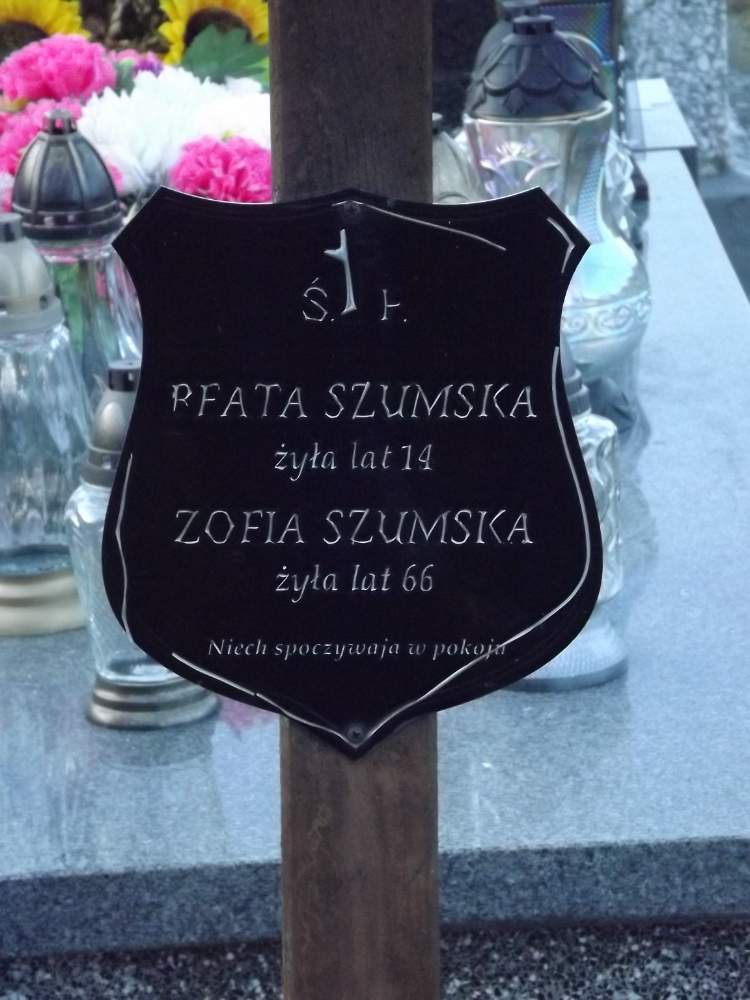 Ś. P.
BEATA SZUMSKA
żyła lat 14
ZOFIA SZUMSKA
żyła lat 66
Niech spoczywają w pokoju